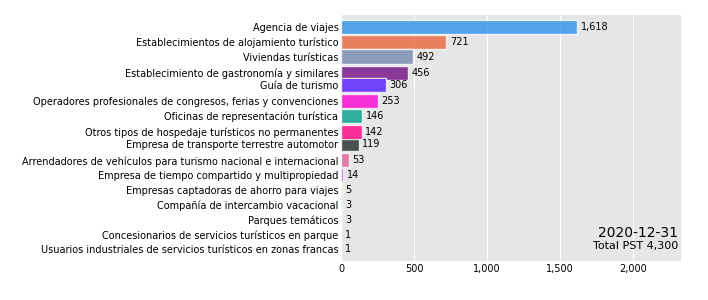 Agencia de viajes 1,618
Establecimientos de alojamiento turístico 721
Viviendas turísticas 492
Establecimiento de gastronomía y similares 456
Guía de turismo 306
Operadores profesionales de congresos, ferias y convenciones 253
Oficinas de representación turística 146
Otros tipos de hospedaje turísticos no permanentes 142
Empresa de transporte terrestre automotor 119
Arrendadores de vehículos para turismo nacional e internacional 53
Empresa de tiempo compartido y multipropiedad 14
Empresas captadoras de ahorro para viajes 5
Compañía de intercambio vacacional 3
Parques temáticos 3
Concesionarios de servicios turísticos en parque 1
Usuarios industriales de servicios turísticos en zonas francas 1
2020-12-31
Total PST 4,300
0 500 1,000 1,500 2,000